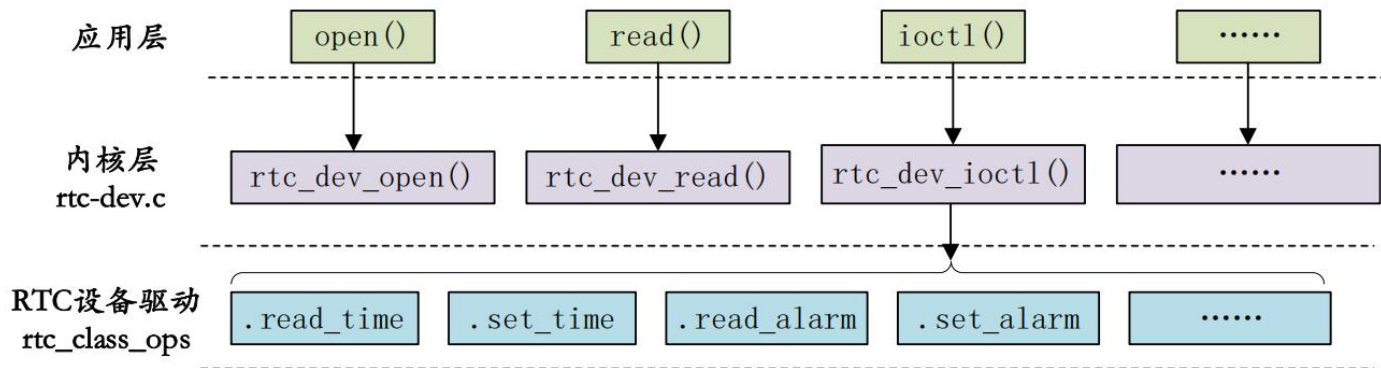 应用层 open() read() ioctl() ······
内核层
rtc-dev.c
rtc_dev_open() rtc_dev_read() rtc_dev_ioctl() ······
RTC设备驱动
rtc_class_ops
.read_time .set_time .read_alarm .set_alarm ······